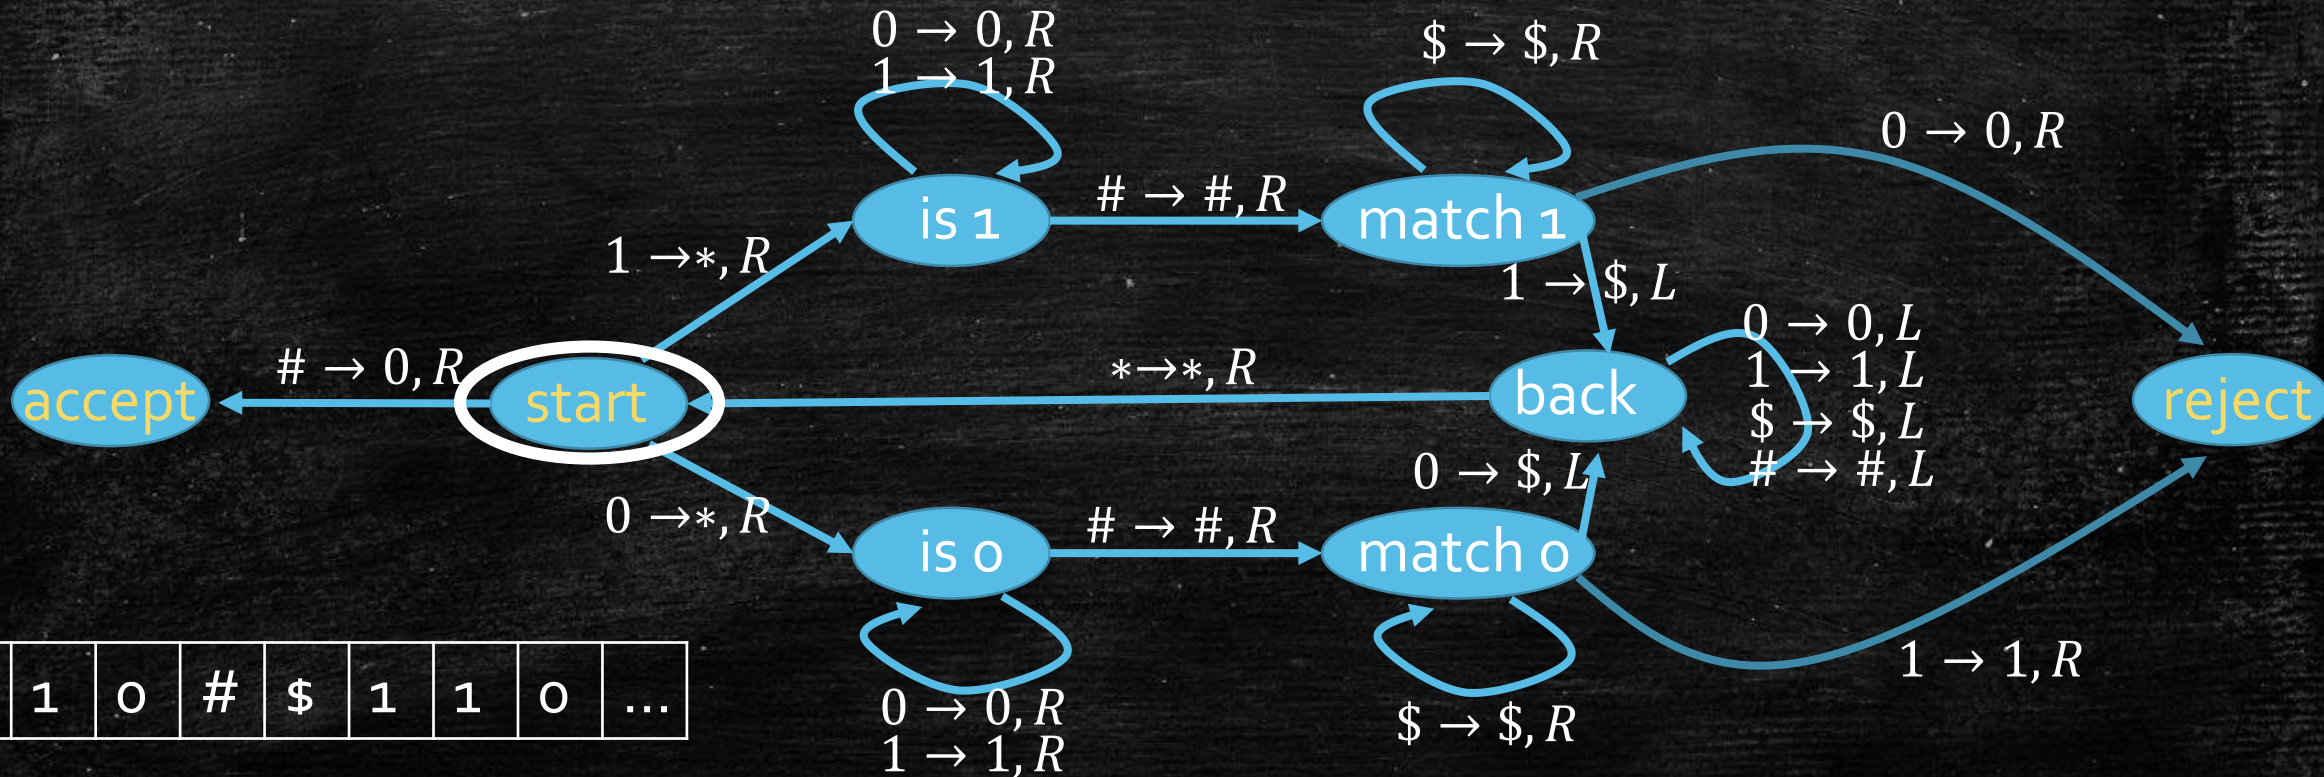 0 → 0, R
1 → 1, R
$ → $, R
0 → 0, R
is 1
# → #, R
match 1
1 →*, R
1 → $, L
accept
# → 0, R
start
*→*, R
back
0 → 0, L
1 → 1, L
$ → $, L
# → #, L
reject
0 →*, R
0 → $, L
is 0
# → #, R
match 0
1 → 1, R
0 → 0, R
1 → 1, R
$ → $, R
1 0 # $ 1 1 0 ...